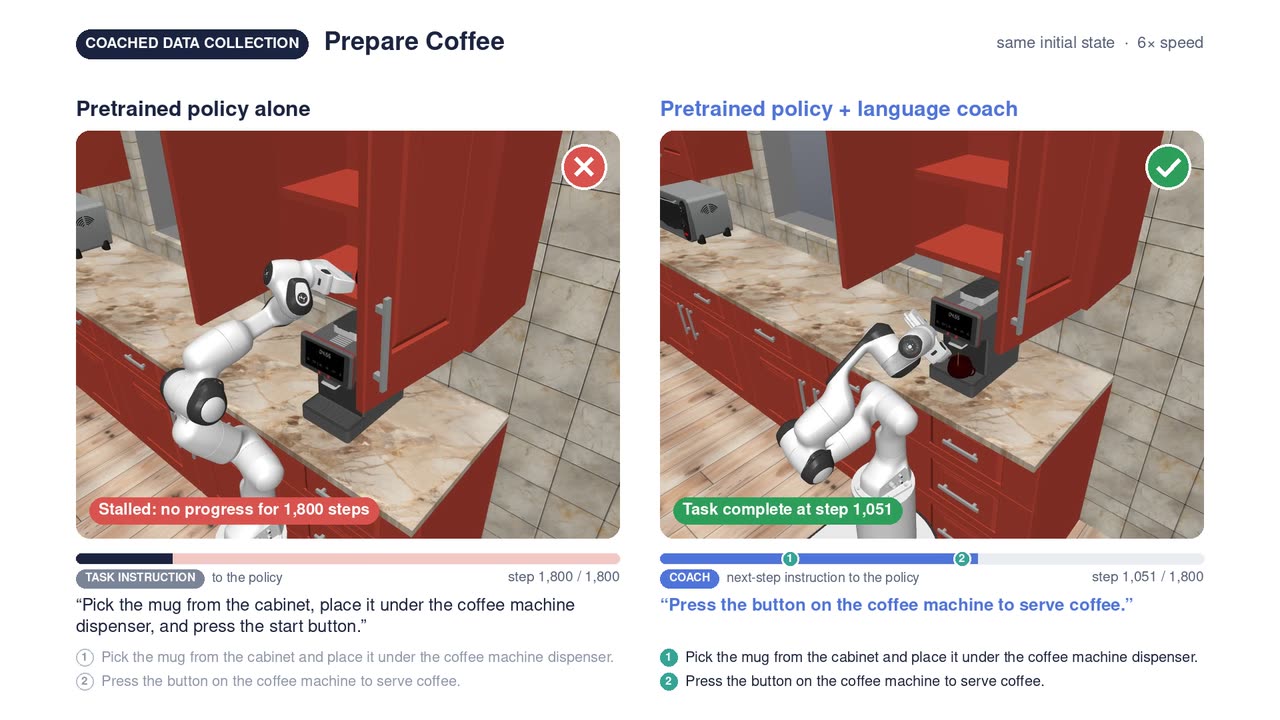 COACHED DATA COLLECTION Prepare Coffee
same initial state · 6× speed
Pretrained policy alone
Stalled: no progress for 1,800 steps
TASK INSTRUCTION to the policy
step 1,800 / 1,800
“Pick the mug from the cabinet, place it under the coffee machine
dispenser, and press the start button.”
1 Pick the mug from the cabinet and place it under the coffee machine dispenser.
2 Press the button on the coffee machine to serve coffee.
Pretrained policy + language coach
Task complete at step 1,051
1 2
COACH next-step instruction to the policy
step 1,051 / 1,800
“Press the button on the coffee machine to serve coffee.”
1 Pick the mug from the cabinet and place it under the coffee machine dispenser.
2 Press the button on the coffee machine to serve coffee.